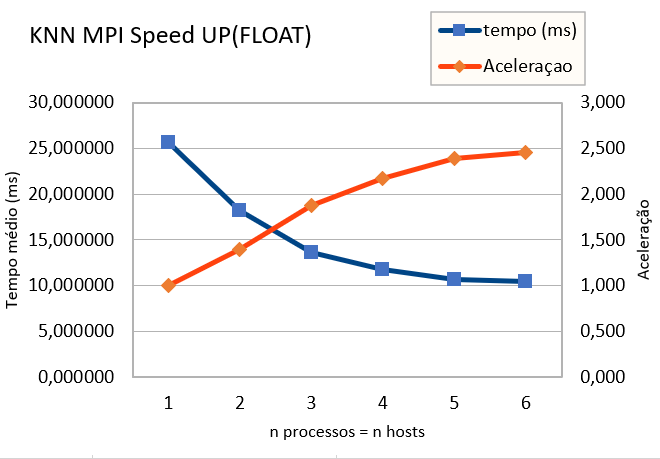 KNN MPI Speed UP(FLOAT)
tempo (ms)
Aceleraçao
30,000000
25,000000
20,000000
15,000000
10,000000
5,000000
0,000000
Tempo médio (ms)
3,000
2,500
2,000
1,500
1,000
0,500
0,000
Aceleração
1 2 3 4 5 6
n processos = n hosts